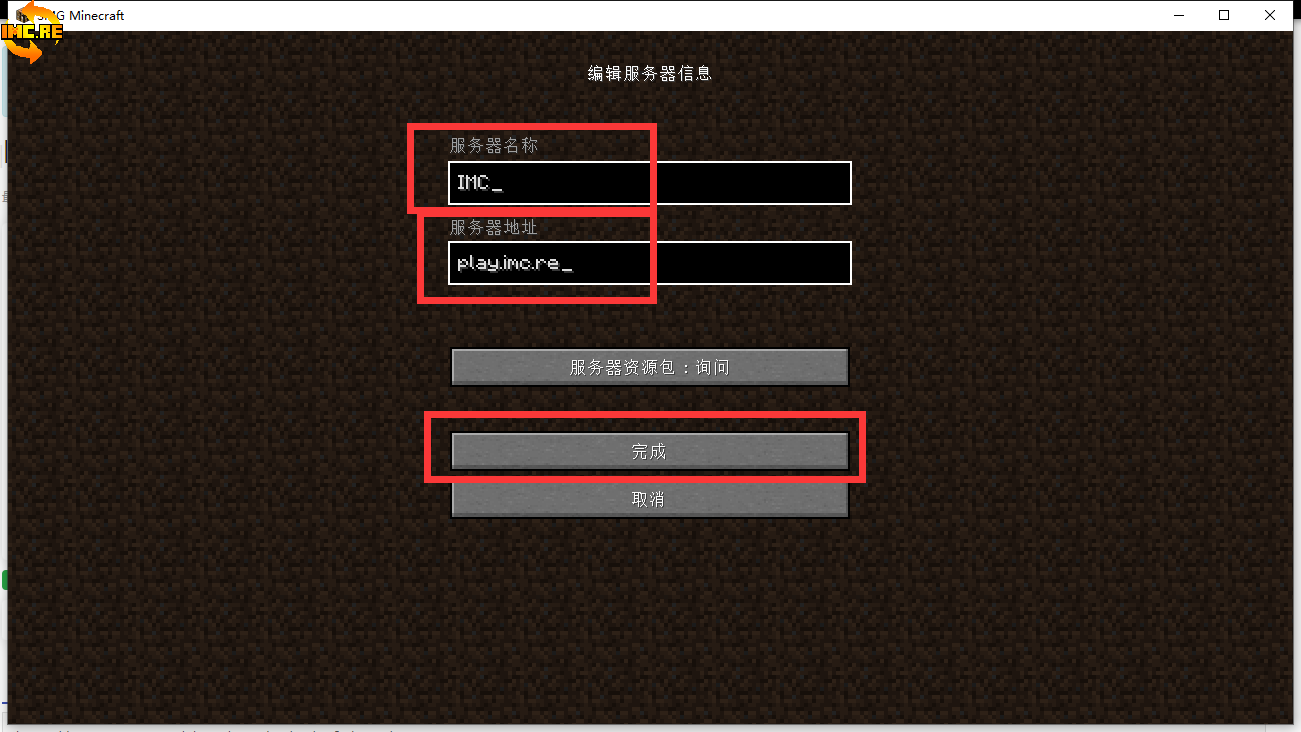 Minecraft
IMC.RE
编辑服务器信息
服务器名称
IMC_
服务器地址
play.imc.re_
服务器资源包：询问
完成
取消